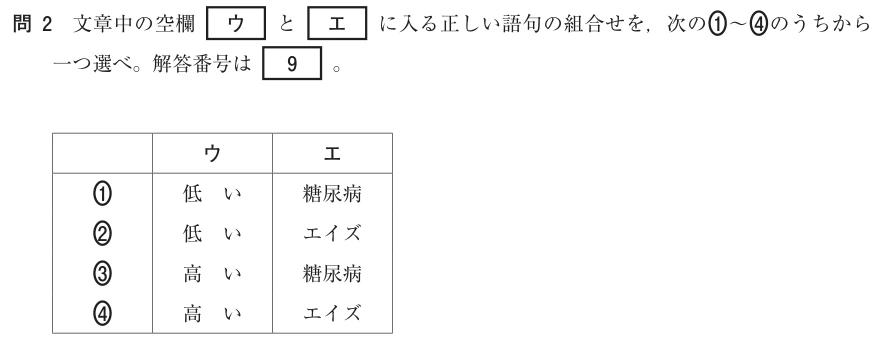 問2 文章中の空欄 ウ と エ に入る正しい語句の組合せを，次の①～④のうちから
一つ選べ。解答番号は 9 。
ウ エ
① 低い 糖尿病
② 低い エイズ
③ 高い 糖尿病
④ 高い エイズ